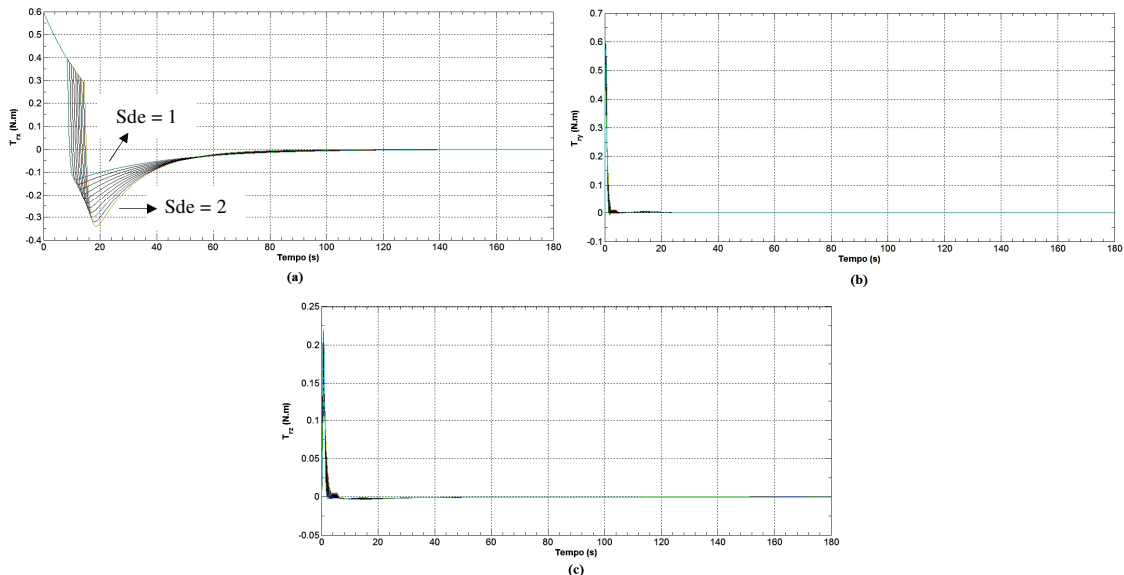 0.6
0.5
0.4
0.3
0.2
0.1
0
-0.1
-0.2
-0.3
-0.4
T_rx (N.m)
Sde = 1
Sde = 2
0 20 40 60 80 100 120 140 160 180
Tempo (s)
(a)
0.7
0.6
0.5
0.4
0.3
0.2
0.1
0
-0.1
T_ry (N.m)
0 20 40 60 80 100 120 140 160 180
Tempo (s)
(b)
0.25
0.2
0.15
0.1
0.05
0
-0.05
T_rz (N.m)
0 20 40 60 80 100 120 140 160 180
Tempo (s)
(c)